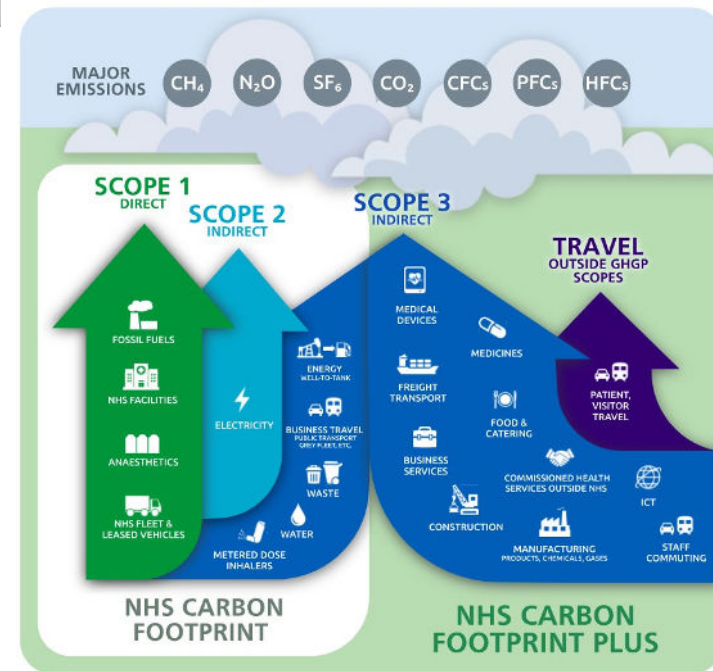 MAJOR
EMISSIONS
CH₄
N₂O
SF₆
CO₂
CFCs
PFCs
HFCs
SCOPE 1
DIRECT
SCOPE 2
INDIRECT
SCOPE 3
INDIRECT
TRAVEL
OUTSIDE GHGP
SCOPES
FOSSIL FUELS
NHS FACILITIES
ANAESTHETICS
NHS FLEET &
LEASED VEHICLES
ELECTRICITY
ENERGY
WELL-TO-TANK
BUSINESS TRAVEL
PUBLIC TRANSPORT
GREY FLEET, ETC.
WASTE
WATER
METERED DOSE
INHALERS
MEDICAL
DEVICES
FREIGHT
TRANSPORT
BUSINESS
SERVICES
CONSTRUCTION
MEDICINES
FOOD &
CATERING
COMMISSIONED HEALTH
SERVICES OUTSIDE NHS
MANUFACTURING
PRODUCTS, CHEMICALS, GASES
PATIENT,
VISITOR
TRAVEL
ICT
STAFF
COMMUTING
NHS CARBON
FOOTPRINT
NHS CARBON
FOOTPRINT PLUS